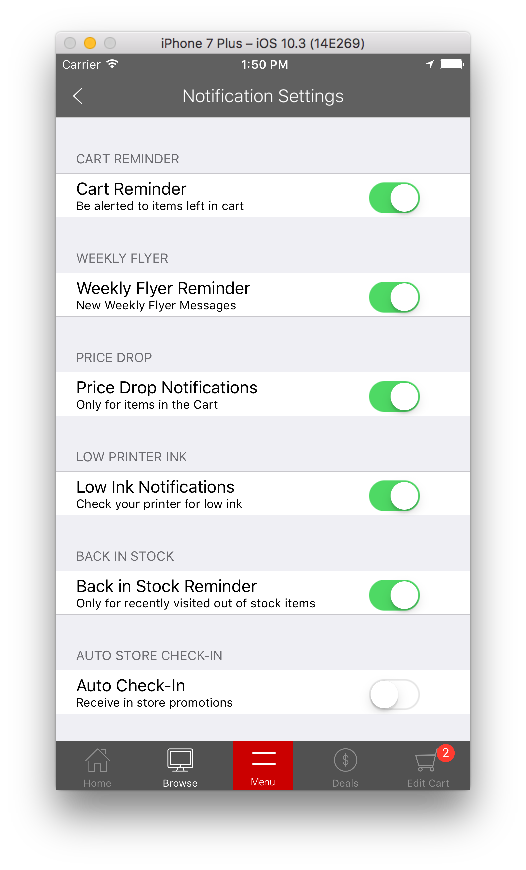 iPhone 7 Plus – iOS 10.3 (14E269)
Carrier 1:50 PM
Notification Settings
CART REMINDER
Cart Reminder
Be alerted to items left in cart
WEEKLY FLYER
Weekly Flyer Reminder
New Weekly Flyer Messages
PRICE DROP
Price Drop Notifications
Only for items in the Cart
LOW PRINTER INK
Low Ink Notifications
Check your printer for low ink
BACK IN STOCK
Back in Stock Reminder
Only for recently visited out of stock items
AUTO STORE CHECK-IN
Auto Check-In
Receive in store promotions
2
Home Browse Menu Deals Edit Cart